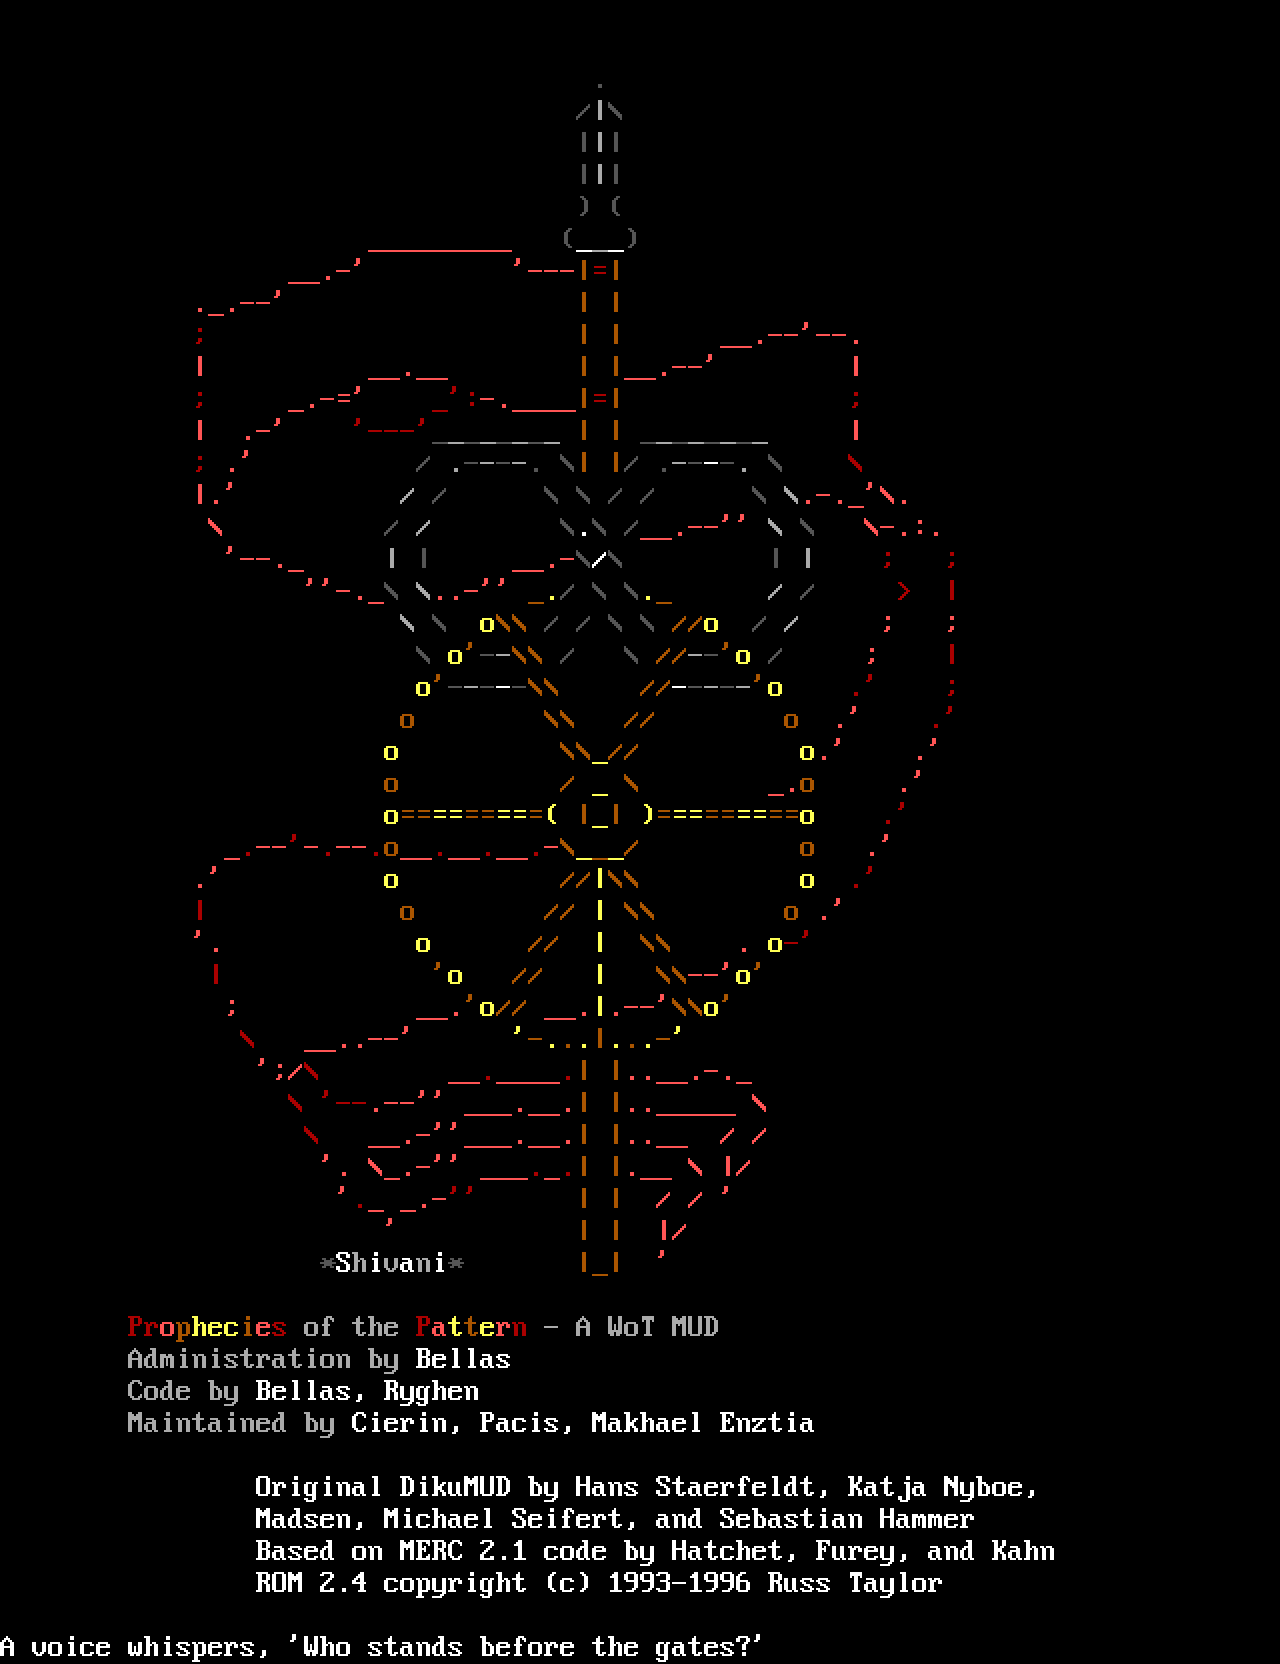 *Shivani*
Prophecies of the Pattern - A WoT MUD
Administration by Bellas
Code by Bellas, Ryghen
Maintained by Cierin, Pacis, Makhael Enztia
Original DikuMUD by Hans Staerfeldt, Katja Nyboe,
Madsen, Michael Seifert, and Sebastian Hammer
Based on MERC 2.1 code by Hatchet, Furey, and Kahn
ROM 2.4 copyright (c) 1993-1996 Russ Taylor
A voice whispers, 'Who stands before the gates?'